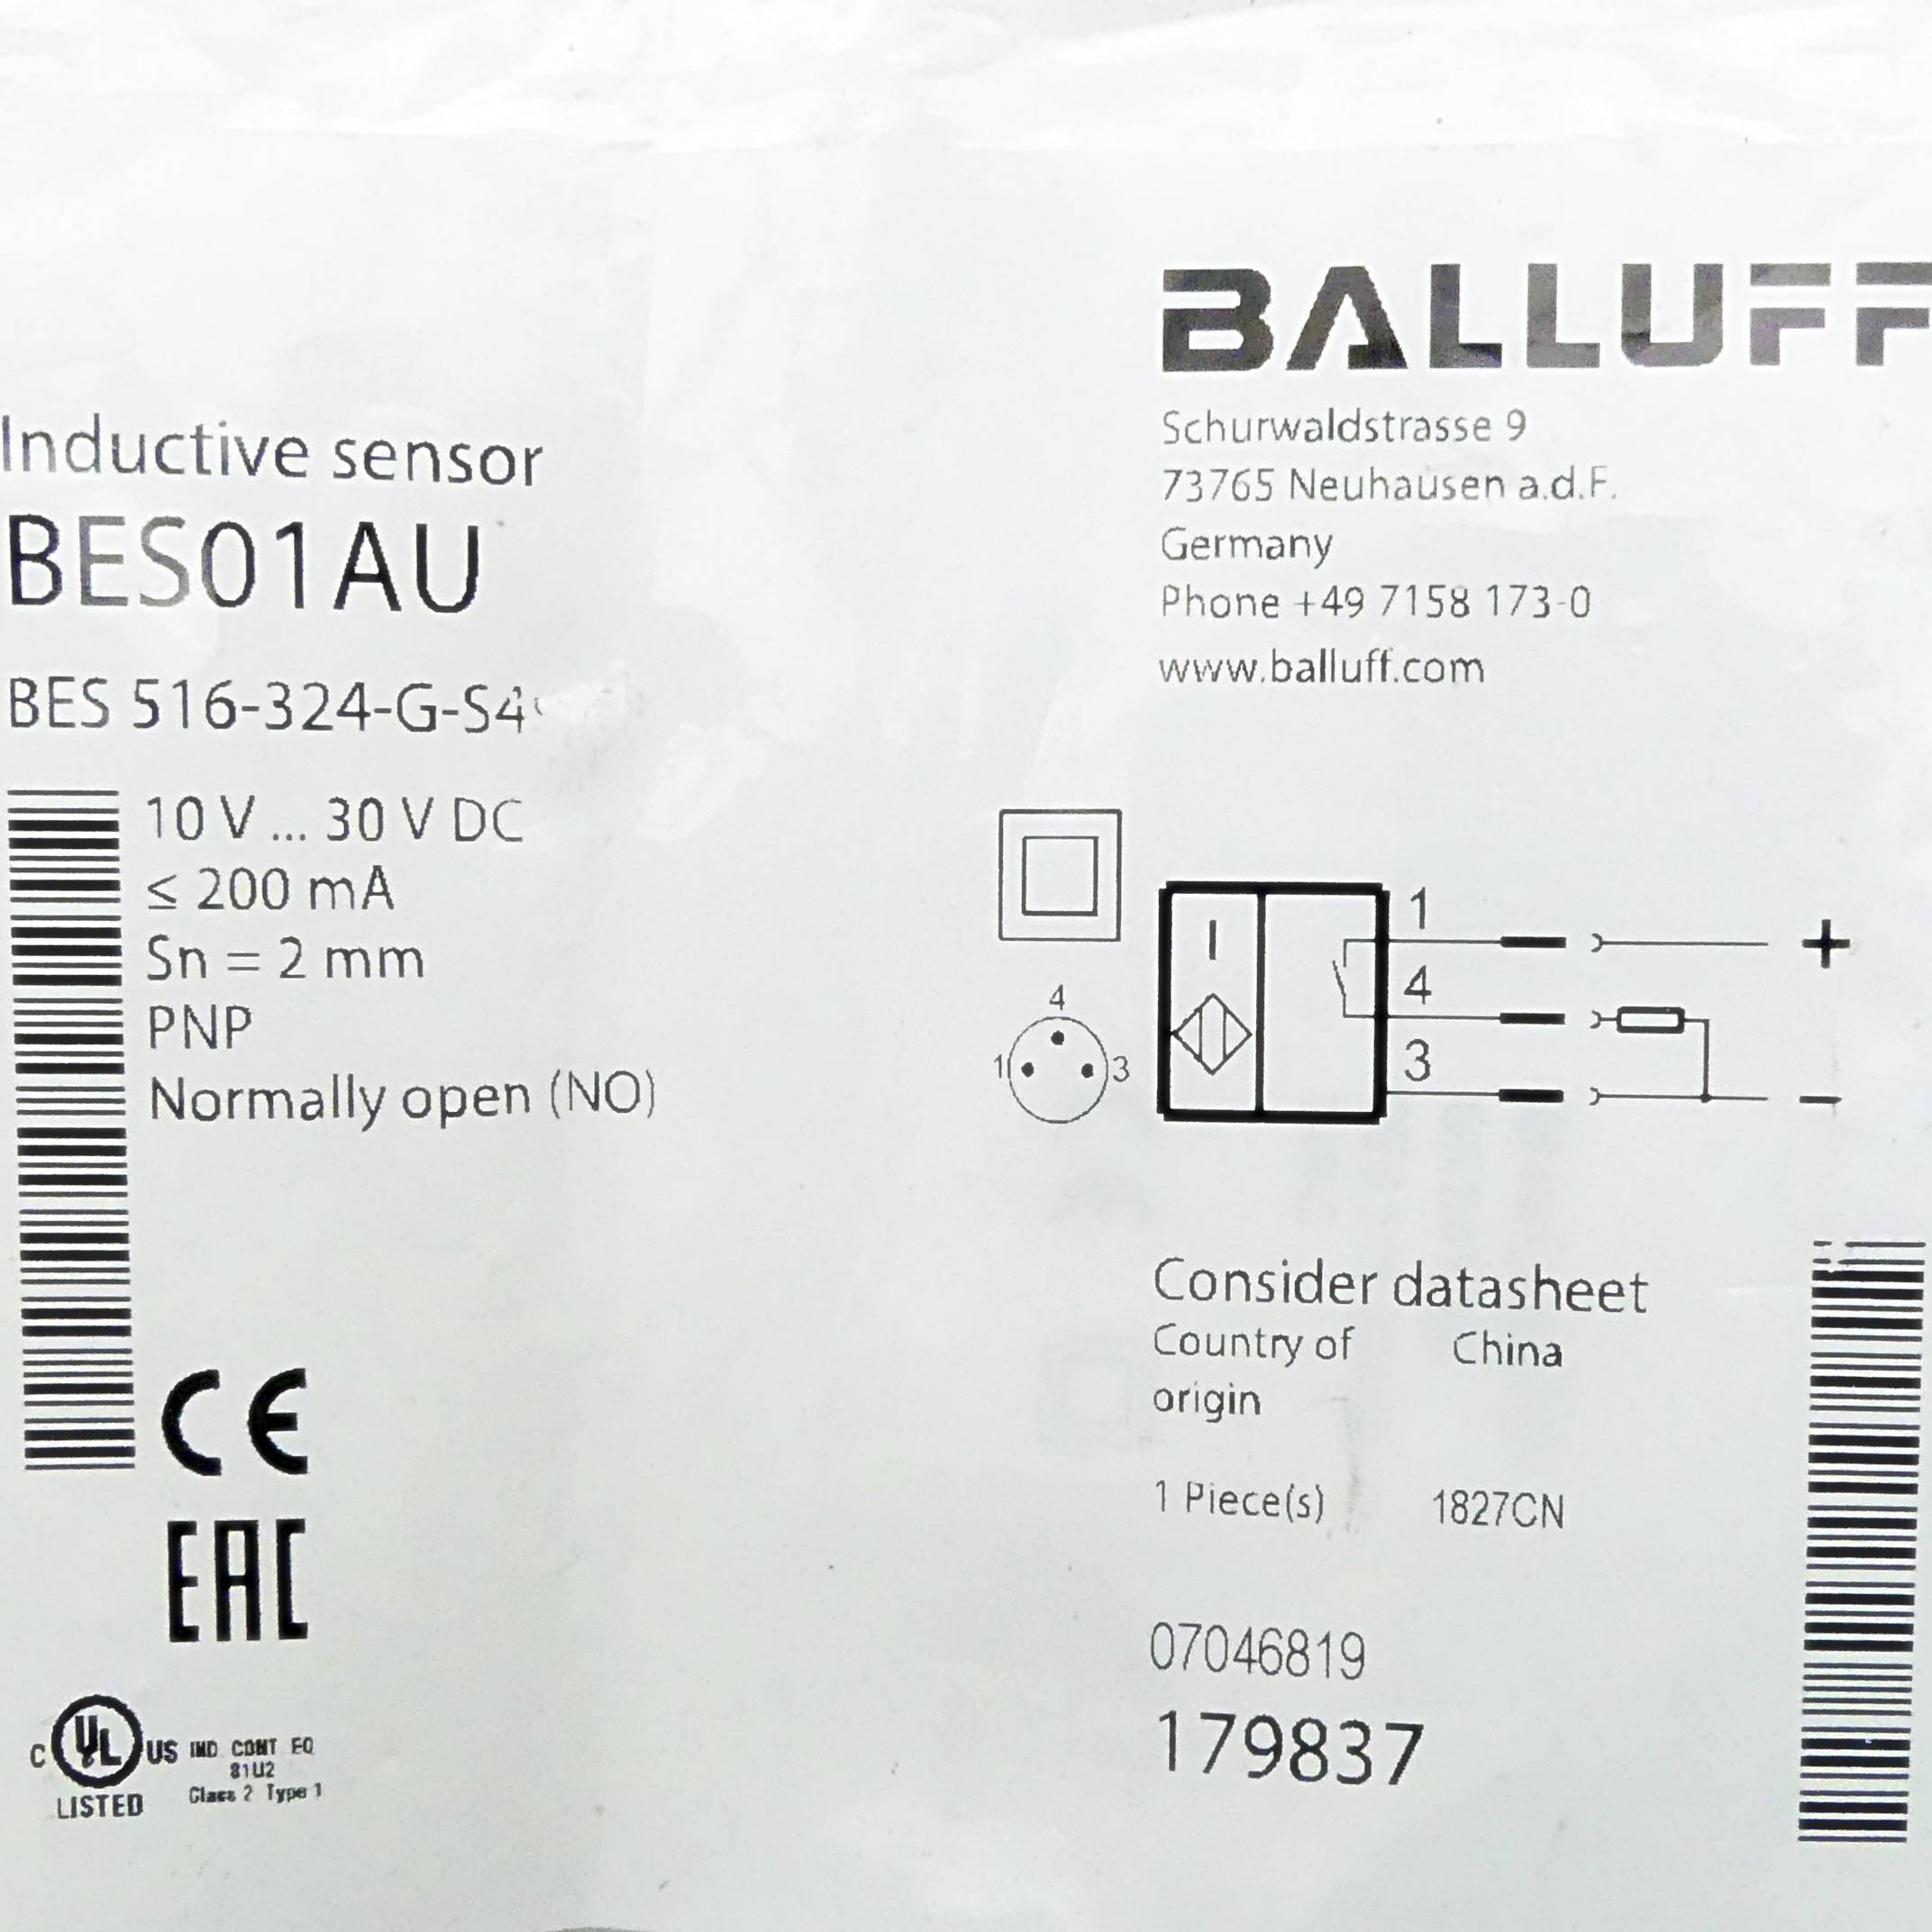 BALLUFF
Schurwaldstrasse 9
73765 Neuhausen a.d.F.
Germany
Phone +49 7158 173-0
www.balluff.com
Inductive sensor
BES01AU
BES 516-324-G-S4
10 V ... 30 V DC
≤ 200 mA
Sn = 2 mm
PNP
Normally open (NO)
4
1 3
I
1
+
4
3
−
Consider datasheet
Country of China
origin
1 Piece(s) 1827CN
07046819
179837
CE
EAC
C UL US IND CONT EQ
81U2
LISTED Class 2 Type 1